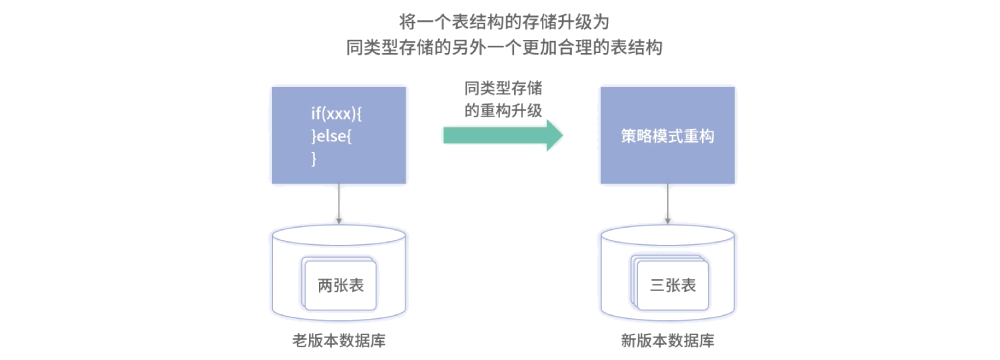 将一个表结构的存储升级为
同类型存储的另外一个更加合理的表结构
if(xxx){
}else{
}
同类型存储
的重构升级
策略模式重构
两张表
三张表
老版本数据库
新版本数据库